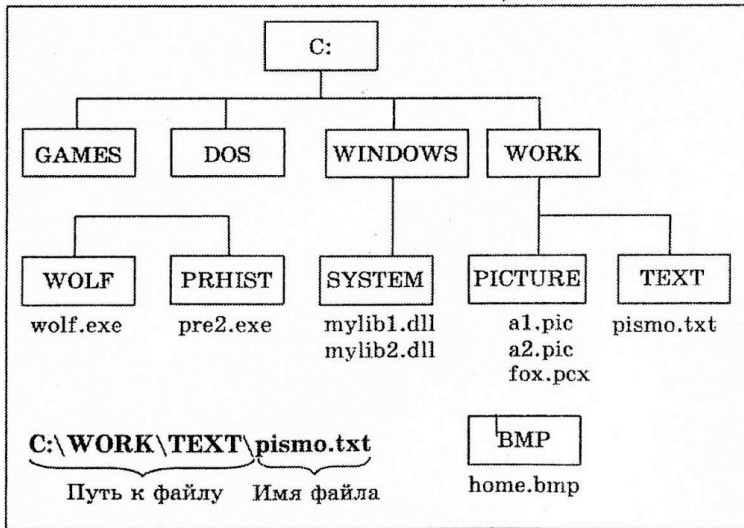 C:
GAMES DOS WINDOWS WORK
WOLF PRHIST SYSTEM PICTURE TEXT
wolf.exe pre2.exe mylib1.dll a1.pic pismo.txt
mylib2.dll a2.pic
fox.pcx
C:\WORK\TEXT\pismo.txt BMP
Путь к файлу Имя файла home.bmp